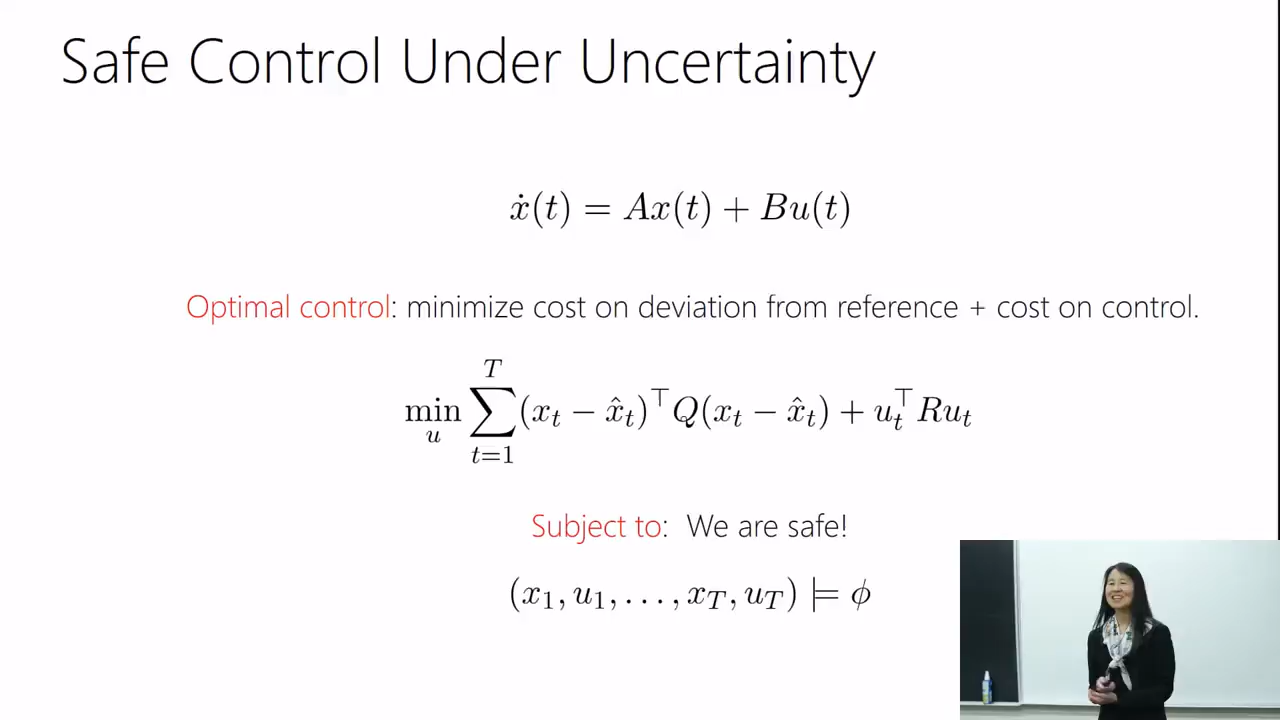 Safe Control Under Uncertainty
ẋ(t) = Ax(t) + Bu(t)
Optimal control: minimize cost on deviation from reference + cost on control.
min_u ∑_{t=1}^{T} (x_t − x̂_t)^⊤ Q(x_t − x̂_t) + u_t^⊤ Ru_t
Subject to: We are safe!
(x_1, u_1, . . . , x_T, u_T) ⊨ ϕ